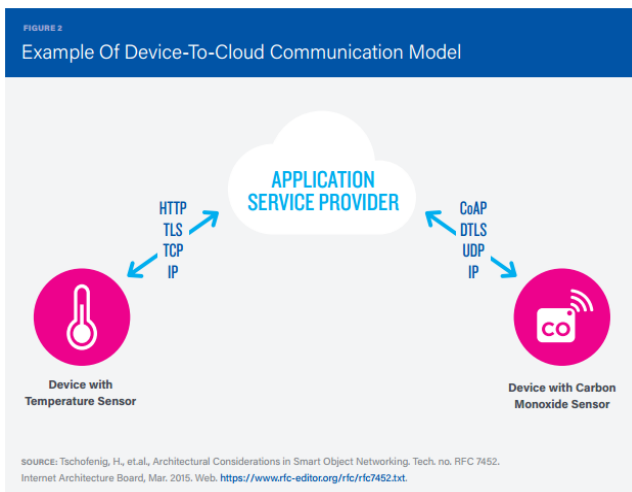 FIGURE 2
Example Of Device-To-Cloud Communication Model
APPLICATION
SERVICE PROVIDER
HTTP
TLS
TCP
IP
CoAP
DTLS
UDP
IP
CO
Device with
Temperature Sensor
Device with Carbon
Monoxide Sensor
SOURCE: Tschofenig, H., et.al., Architectural Considerations in Smart Object Networking. Tech. no. RFC 7452.
Internet Architecture Board, Mar. 2015. Web. https://www.rfc-editor.org/rfc/rfc7452.txt.